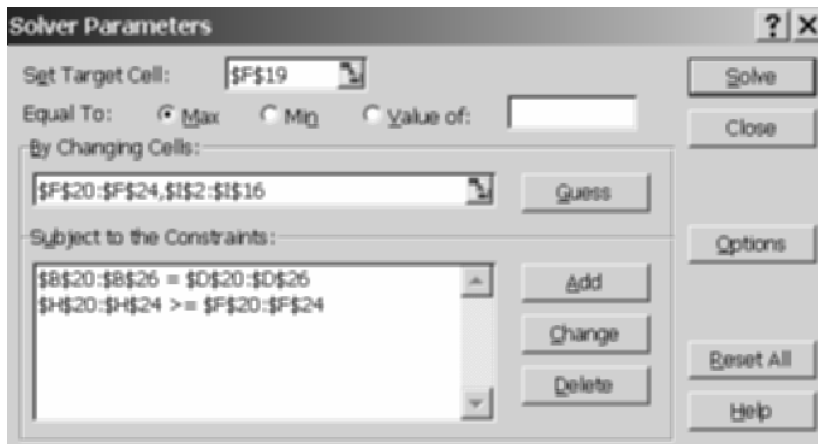 Solver Parameters
Set Target Cell: $F$19
Solve
Equal To: Max Min Value of:
Close
By Changing Cells:
$F$20:$F$24,$I$2:$I$16
Guess
Subject to the Constraints:
Options
$B$20:$B$26 = $D$20:$D$26
$H$20:$H$24 >= $F$20:$F$24
Add
Change
Delete
Reset All
Help